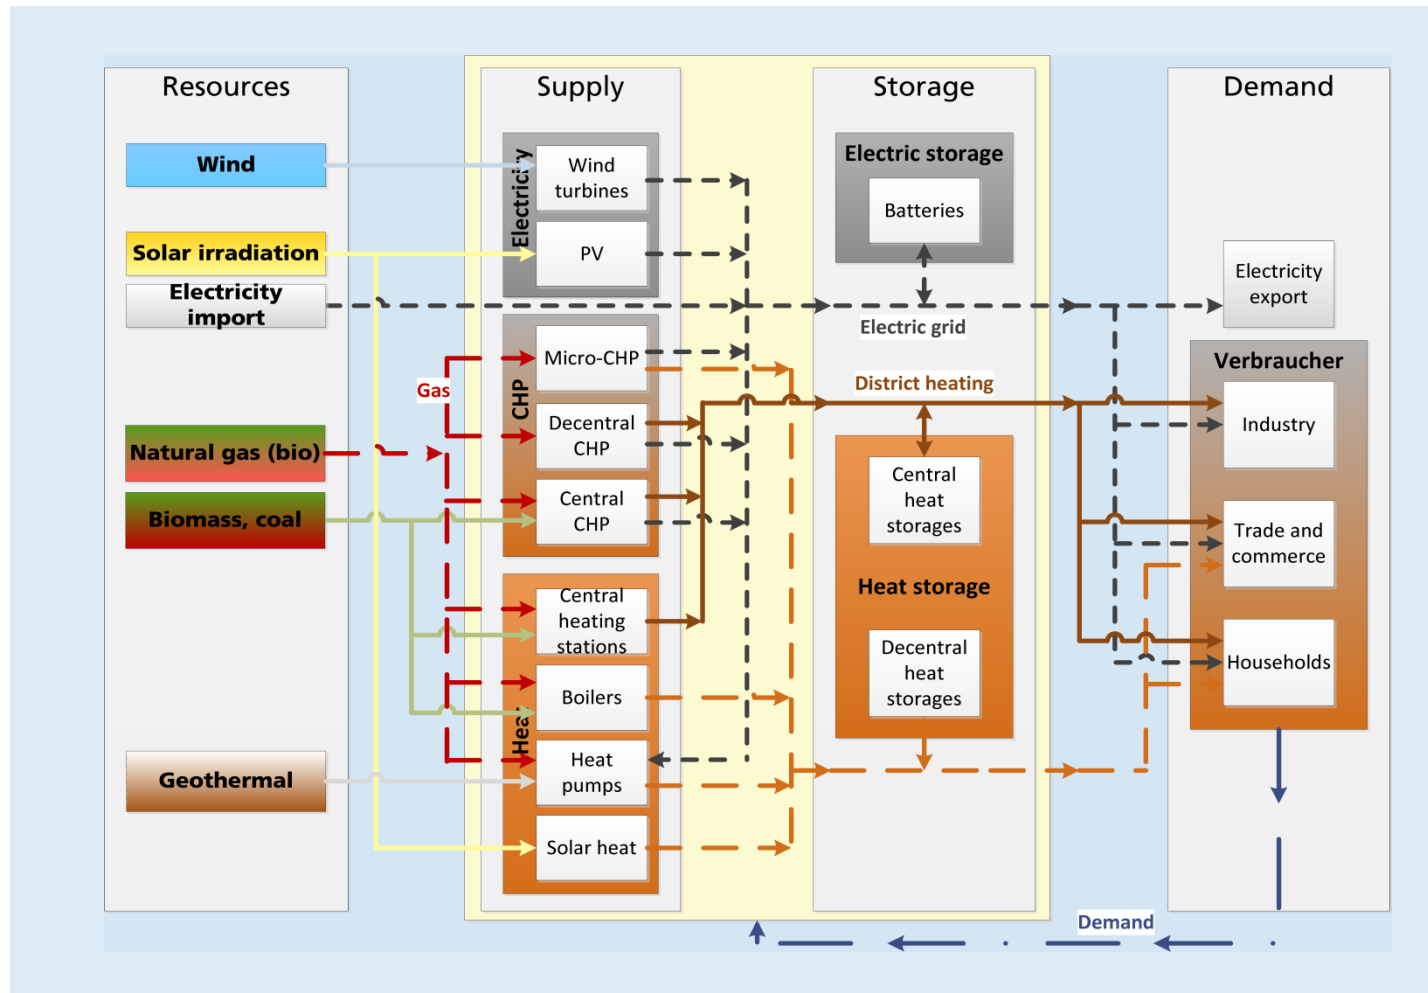 Resources
Supply
Storage
Demand
Wind
Solar irradiation
Electricity
import
Natural gas (bio)
Biomass, coal
Geothermal
Gas
Electricity
Wind
turbines
PV
CHP
Micro-CHP
Decentral
CHP
Central
CHP
Heat
Central
heating
stations
Boilers
Heat
pumps
Solar heat
Electric storage
Batteries
Electric grid
District heating
Central
heat
storages
Heat storage
Decentral
heat
storages
Electricity
export
Verbraucher
Industry
Trade and
commerce
Households
Demand